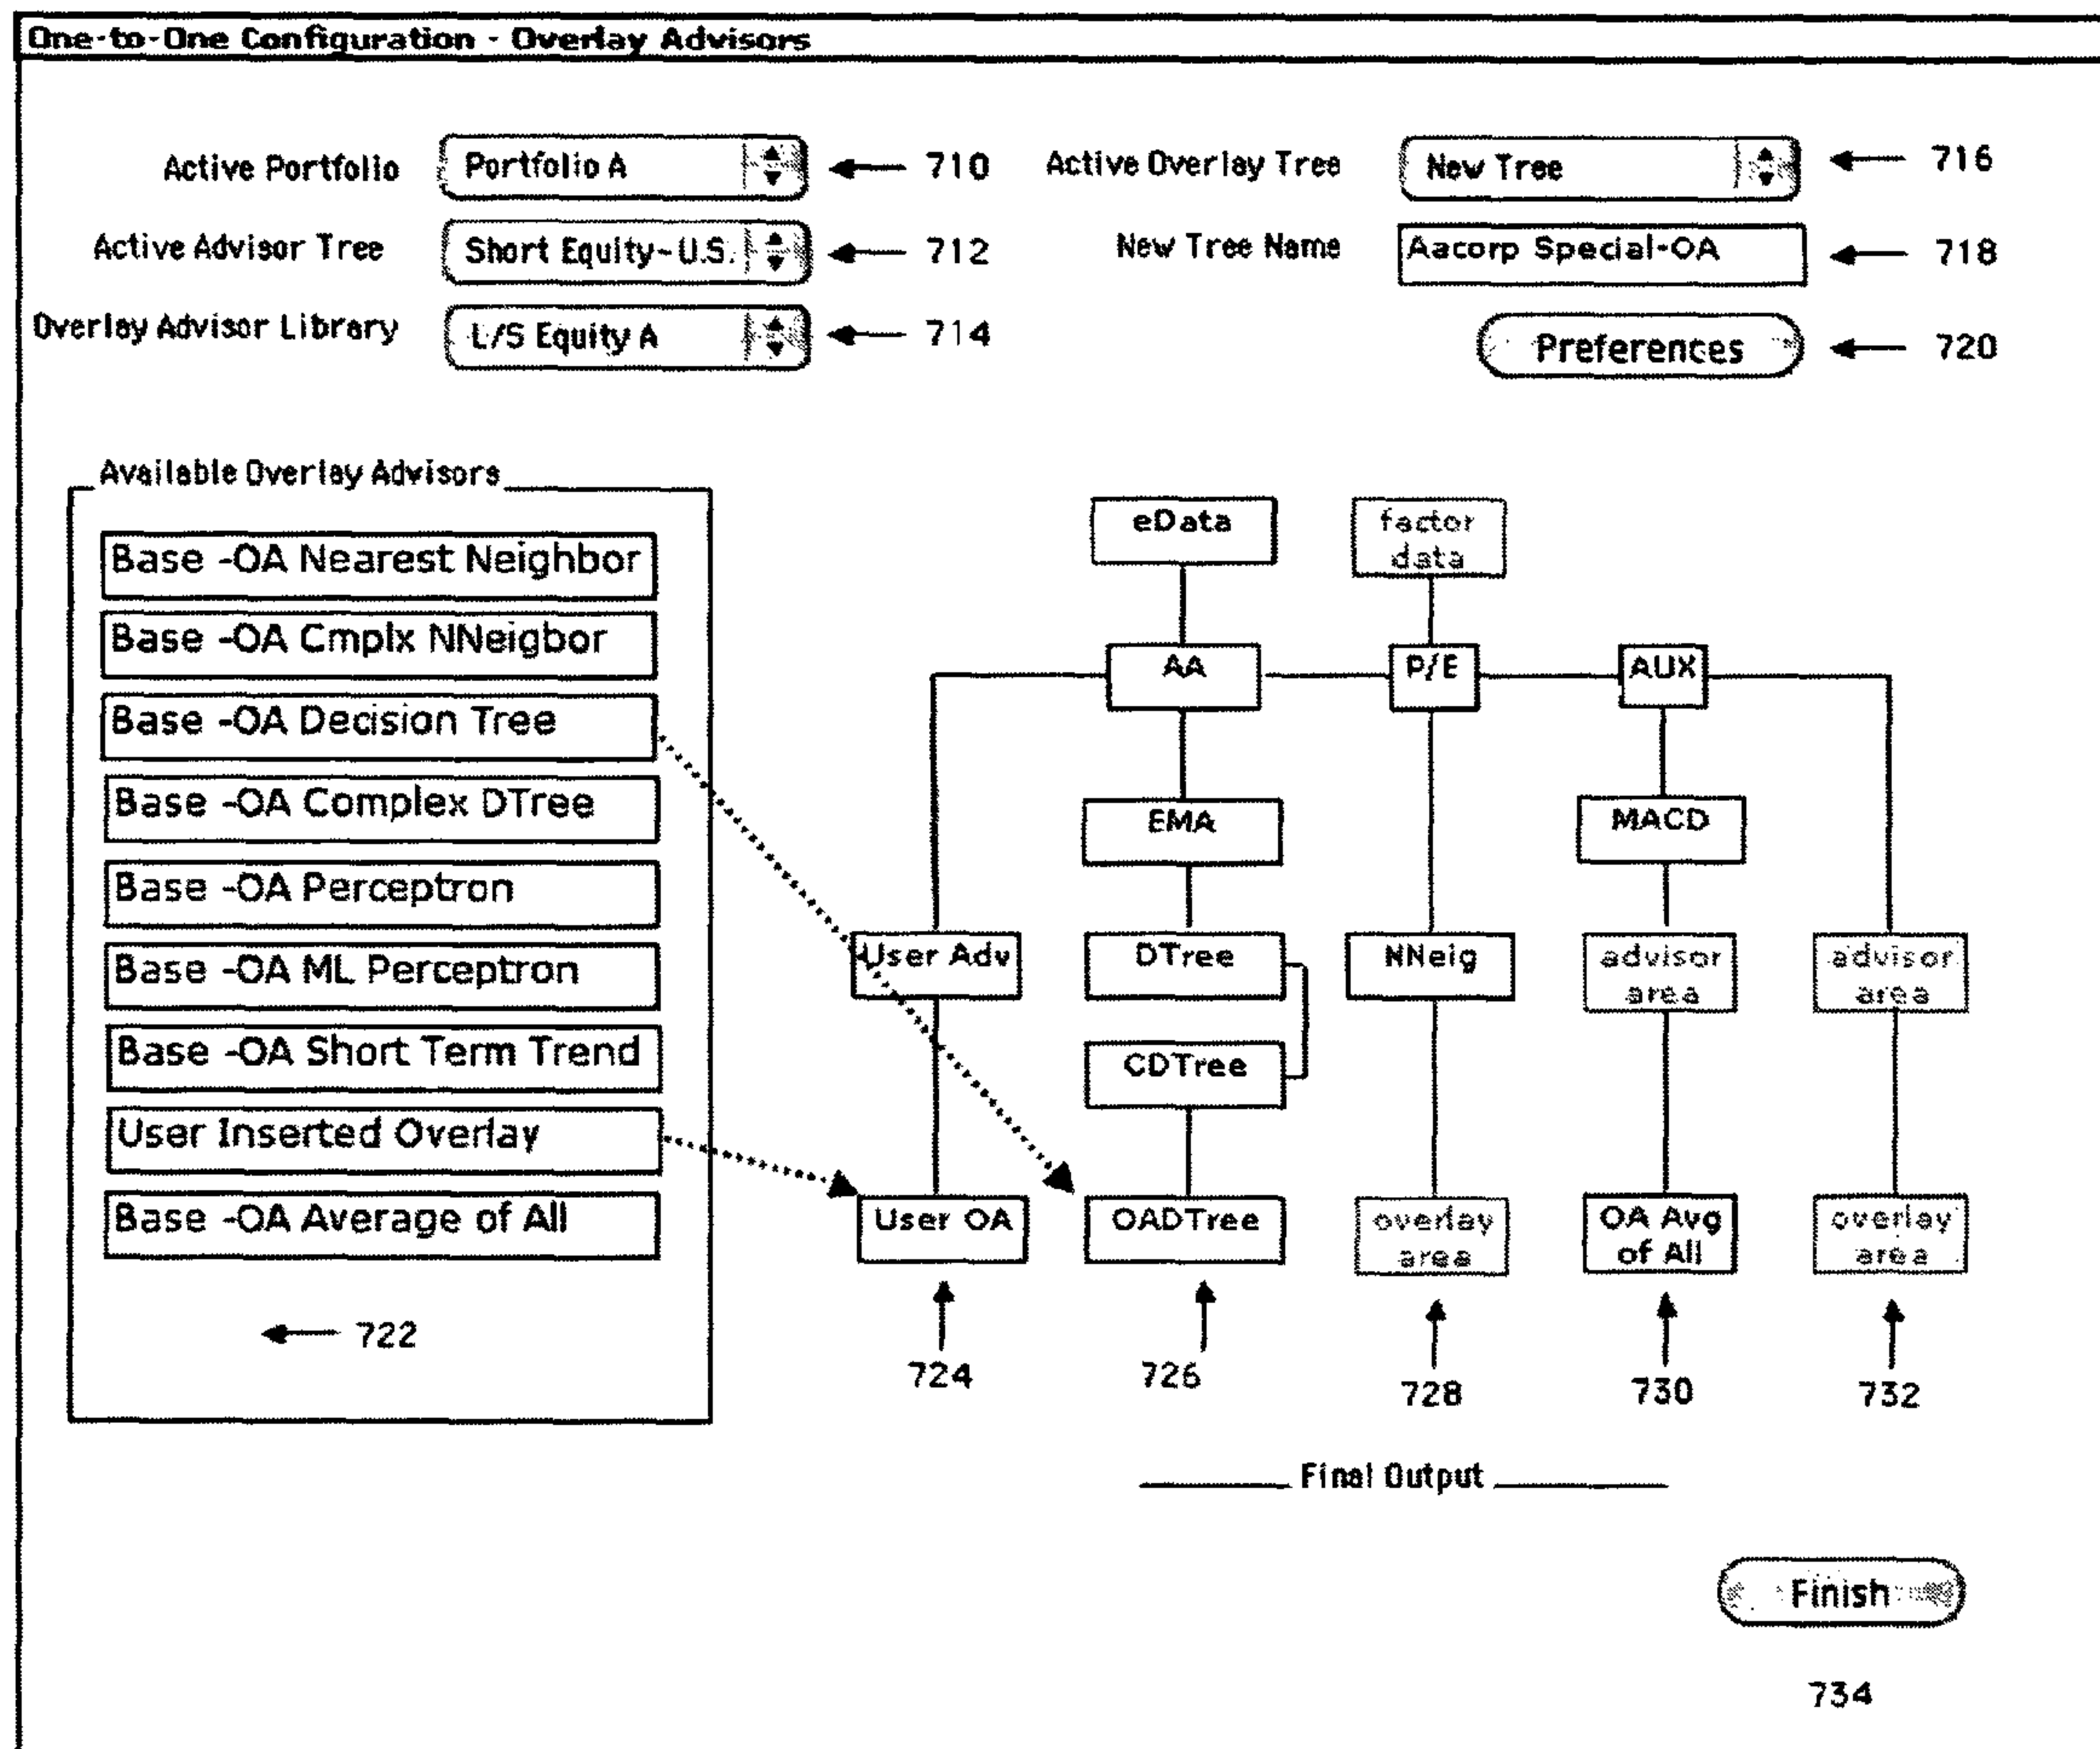 One-to-One Configuration - Overlay Advisors
Active Portfolio
Portfolio A
710
Active Overlay Tree
New Tree
716
Active Advisor Tree
Short Equity-U.S.
712
New Tree Name
Aacorp Special-OA
718
Overlay Advisor Library
L/S Equity A
714
Preferences
720
Available Overlay Advisors
Base -OA Nearest Neighbor
Base -OA Cmplx NNeigbor
Base -OA Decision Tree
Base -OA Complex DTree
Base -OA Perceptron
Base -OA ML Perceptron
Base -OA Short Term Trend
User Inserted Overlay
Base -OA Average of All
722
eData
factor
data
AA
P/E
AUX
EMA
MACD
User Adv
DTree
NNeig
advisor
area
advisor
area
CDTree
User OA
OADTree
overlay
area
OA Avg
of All
overlay
area
724
726
728
730
732
Final Output
Finish
734